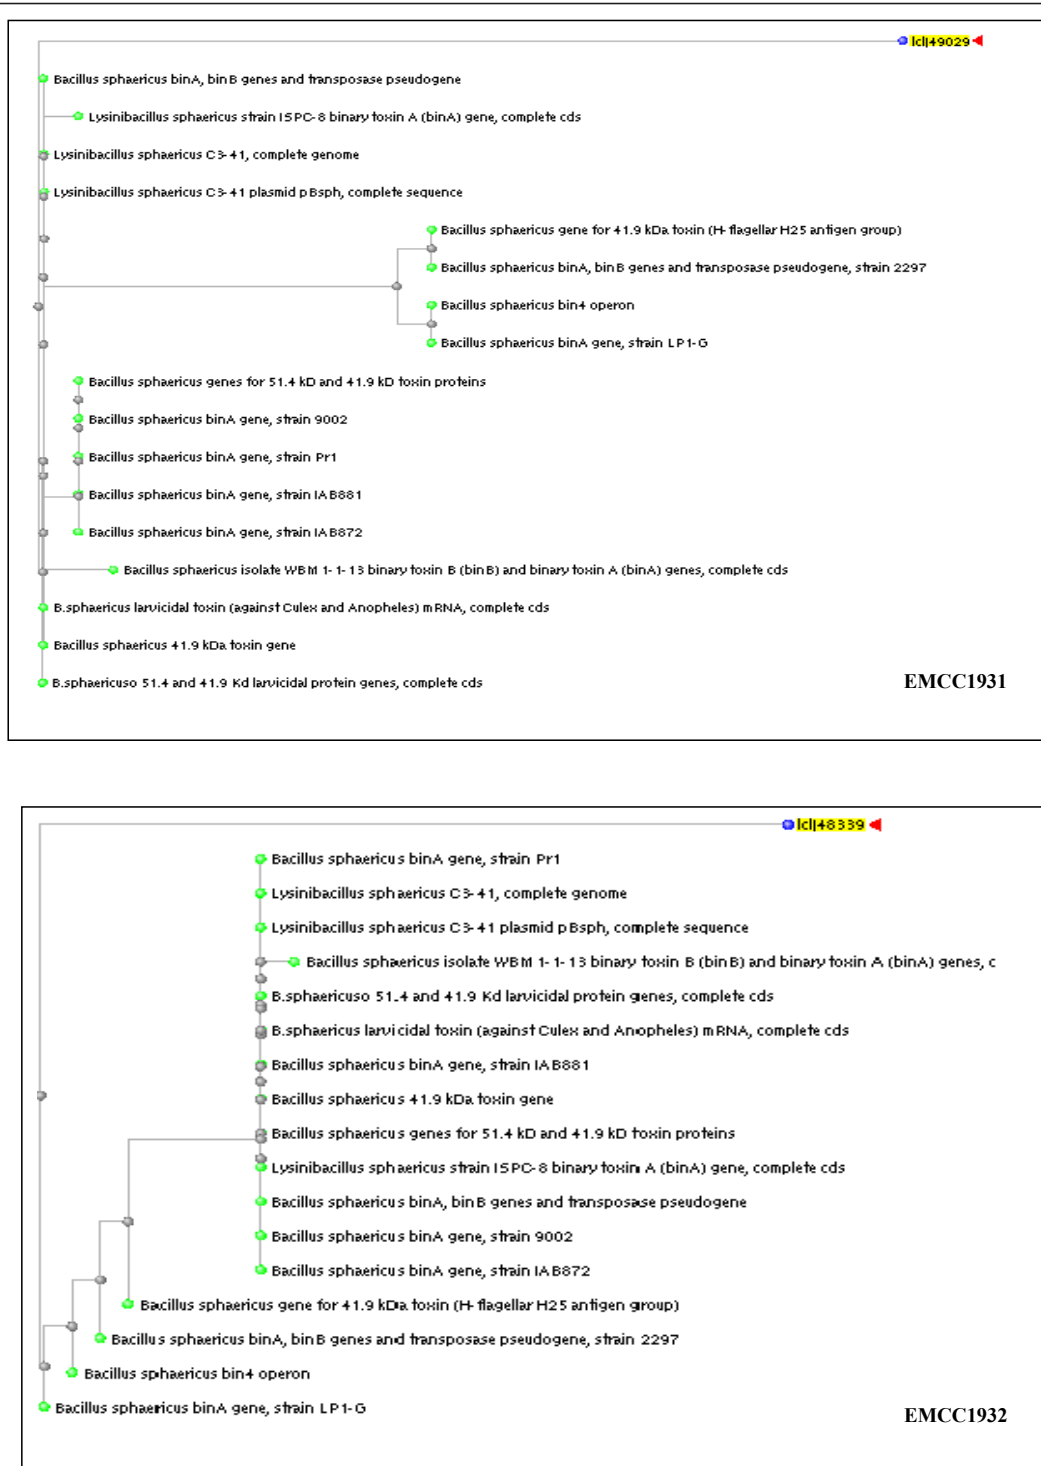 lcl|49029
Bacillus sphaericus binA, binB genes and transposase pseudogene
Lysinibacillus sphaericus strain ISPC-8 binary toxin A (binA) gene, complete cds
Lysinibacillus sphaericus C3-41, complete genome
Lysinibacillus sphaericus C3-41 plasmid pBsph, complete sequence
Bacillus sphaericus gene for 41.9 kDa toxin (H-flagellar H25 antigen group)
Bacillus sphaericus binA, binB genes and transposase pseudogene, strain 2297
Bacillus sphaericus bin4 operon
Bacillus sphaericus binA gene, strain LP1-G
Bacillus sphaericus genes for 51.4 kD and 41.9 kD toxin proteins
Bacillus sphaericus binA gene, strain 9002
Bacillus sphaericus binA gene, strain Pr1
Bacillus sphaericus binA gene, strain IAB881
Bacillus sphaericus binA gene, strain IAB872
Bacillus sphaericus isolate WBM 1-1-13 binary toxin B (binB) and binary toxin A (binA) genes, complete cds
B.sphaericus larvicidal toxin (against Culex and Anopheles) mRNA, complete cds
Bacillus sphaericus 41.9 kDa toxin gene
B.sphaericuso 51.4 and 41.9 Kd larvicidal protein genes, complete cds
EMCC1931
lcl|48339
Bacillus sphaericus binA gene, strain Pr1
Lysinibacillus sphaericus C3-41, complete genome
Lysinibacillus sphaericus C3-41 plasmid pBsph, complete sequence
Bacillus sphaericus isolate WBM 1-1-13 binary toxin B (binB) and binary toxin A (binA) genes, c
B.sphaericuso 51.4 and 41.9 Kd larvicidal protein genes, complete cds
B.sphaericus larvicidal toxin (against Culex and Anopheles) mRNA, complete cds
Bacillus sphaericus binA gene, strain IAB881
Bacillus sphaericus 41.9 kDa toxin gene
Bacillus sphaericus genes for 51.4 kD and 41.9 kD toxin proteins
Lysinibacillus sphaericus strain ISPC-8 binary toxin A (binA) gene, complete cds
Bacillus sphaericus binA, binB genes and transposase pseudogene
Bacillus sphaericus binA gene, strain 9002
Bacillus sphaericus binA gene, strain IAB872
Bacillus sphaericus gene for 41.9 kDa toxin (H-flagellar H25 antigen group)
Bacillus sphaericus binA, binB genes and transposase pseudogene, strain 2297
Bacillus sphaericus bin4 operon
Bacillus sphaericus binA gene, strain LP1-G
EMCC1932